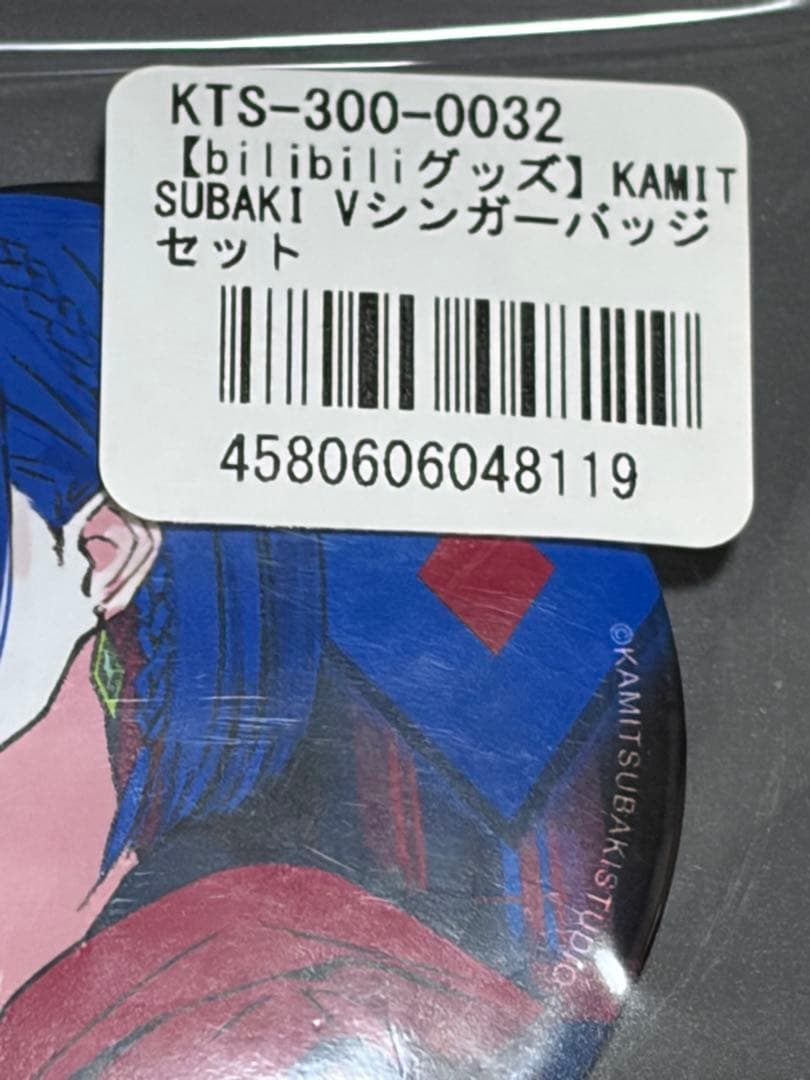 KTS-300-0032
【bilibiliグッズ】KAMIT
SUBAKI Vシンガーバッジ
セット
4580606048119
©KAMITSUBAKISTUDIO